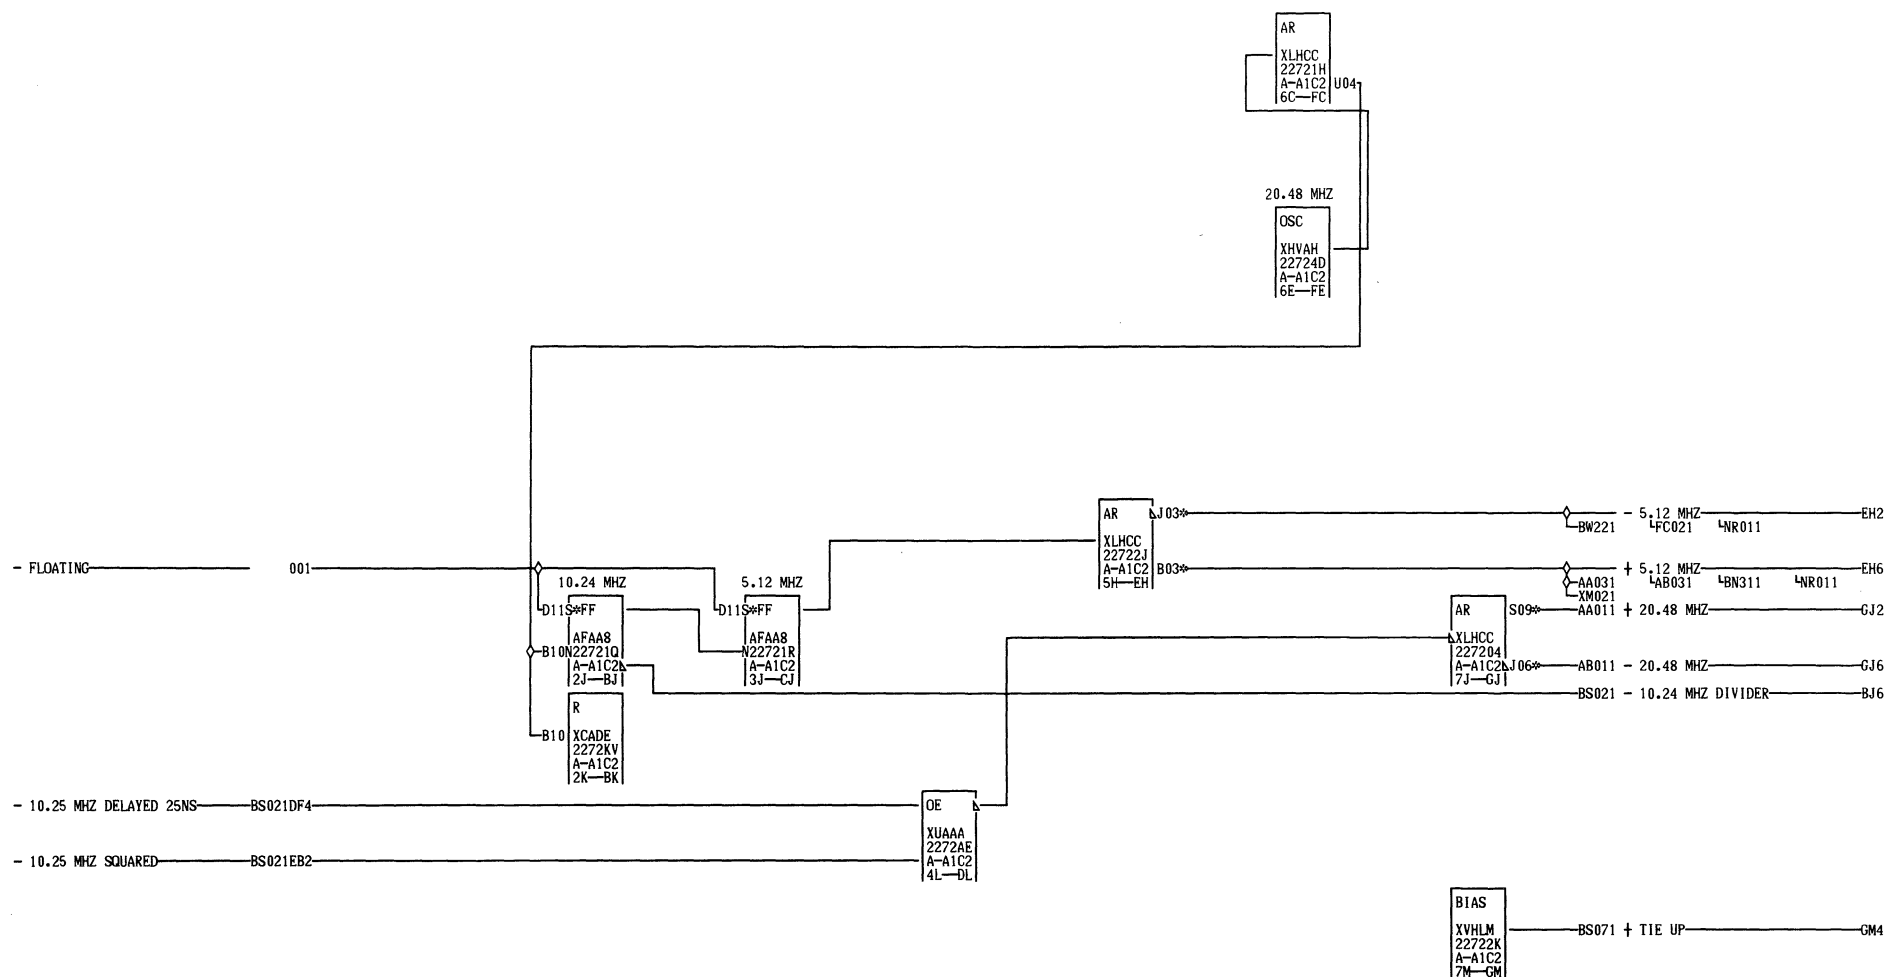 AR
XLHCC
22721H
A-A1C2 U04
6C—FC
20.48 MHZ
OSC
XHVAH
22724D
A-A1C2
6E—FE
AR J03* - 5.12 MHZ EH2
BW221 FC021 NR011
XLHCC
22722J
A-A1C2 B03* + 5.12 MHZ EH6
5H—EH AA031 AB031 BN311 NR011
XM021
- FLOATING 001
10.24 MHZ 5.12 MHZ
D11S*FF D11S*FF
AFAA8 AFAA8
B10N22721Q N22721R
A-A1C2 A-A1C2
2J—BJ 3J—CJ
AR S09* AA011 + 20.48 MHZ GJ2
XLHCC
227204
A-A1C2 J06* AB011 - 20.48 MHZ GJ6
7J—GJ
BS021 - 10.24 MHZ DIVIDER BJ6
R
B10 XCADE
2272KV
A-A1C2
2K—BK
- 10.25 MHZ DELAYED 25NS BS021DF4
OE
XUAAA
2272AE
- 10.25 MHZ SQUARED BS021EB2
A-A1C2
4L—DL
BIAS
XVHLM BS071 + TIE UP GM4
22722K
A-A1C2
7M—GM